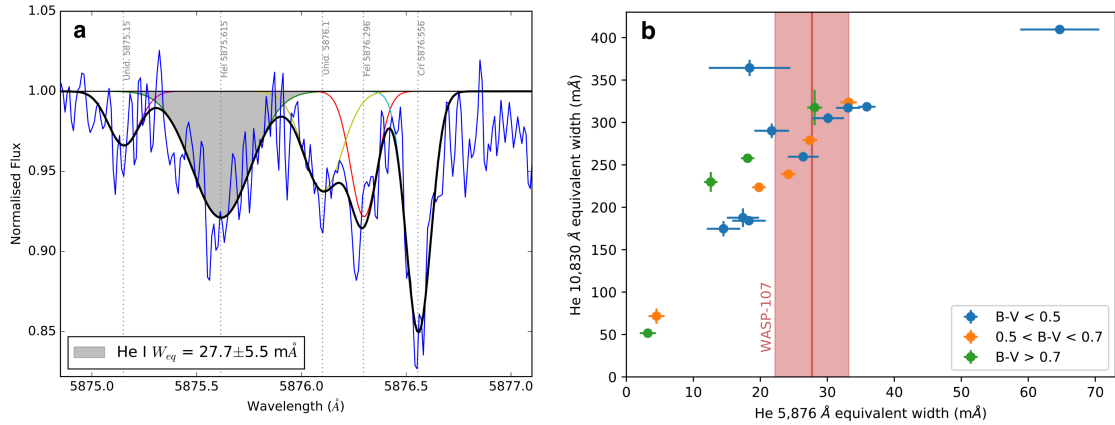 a
Unid. 5875.15
HeI 5875.615
Unid. 5876.1
FeI 5876.296
CrI 5876.556
1.05
1.00
0.95
0.90
0.85
Normalised Flux
He I Weq = 27.7±5.5 mÅ
5875.0 5875.5 5876.0 5876.5 5877.0
Wavelength (Å)
b
400
350
300
250
200
150
100
50
0
He 10,830 Å equivalent width (mÅ)
WASP-107
B-V < 0.5
0.5 < B-V < 0.7
B-V > 0.7
0 10 20 30 40 50 60 70
He 5,876 Å equivalent width (mÅ)